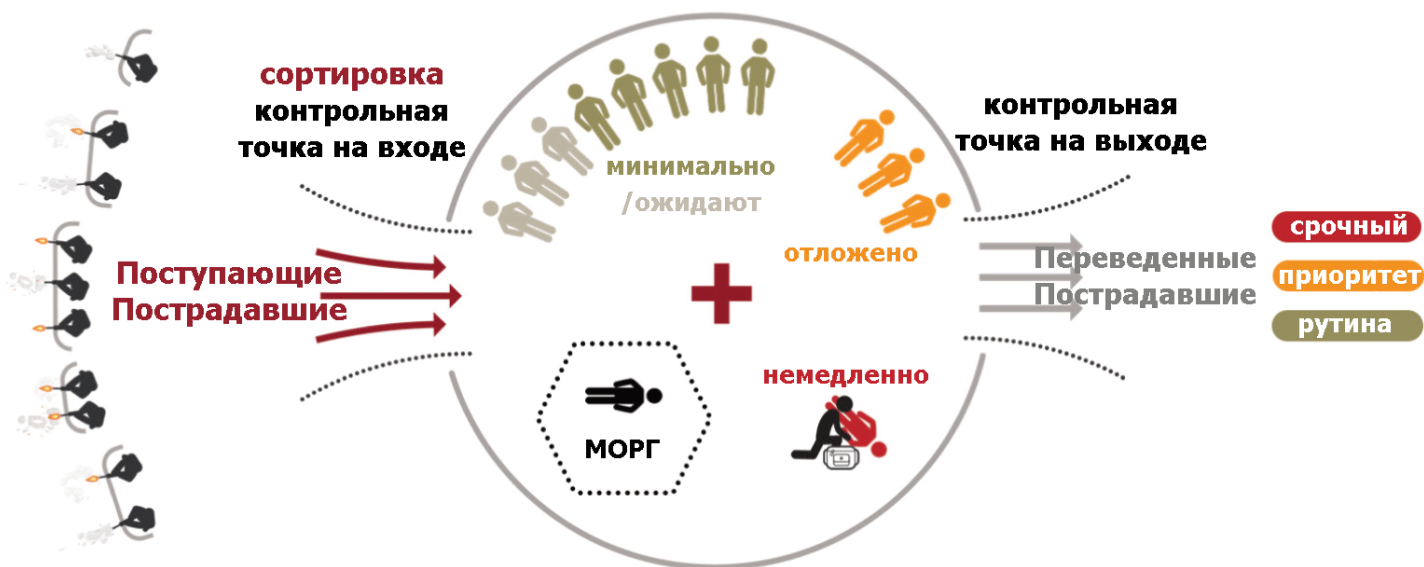 сортировка
контрольная
точка на входе
Поступающие
Пострадавшие
минимально
/ожидают
отложено
немедленно
МОРГ
контрольная
точка на выходе
Переведенные
Пострадавшие
срочный
приоритет
рутина